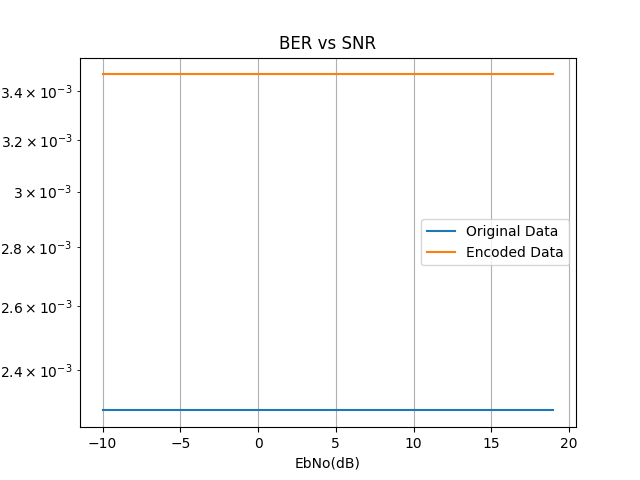 BER vs SNR
3.4 × 10⁻³
3.2 × 10⁻³
3 × 10⁻³
2.8 × 10⁻³
2.6 × 10⁻³
2.4 × 10⁻³
Original Data
Encoded Data
−10 −5 0 5 10 15 20
EbNo(dB)